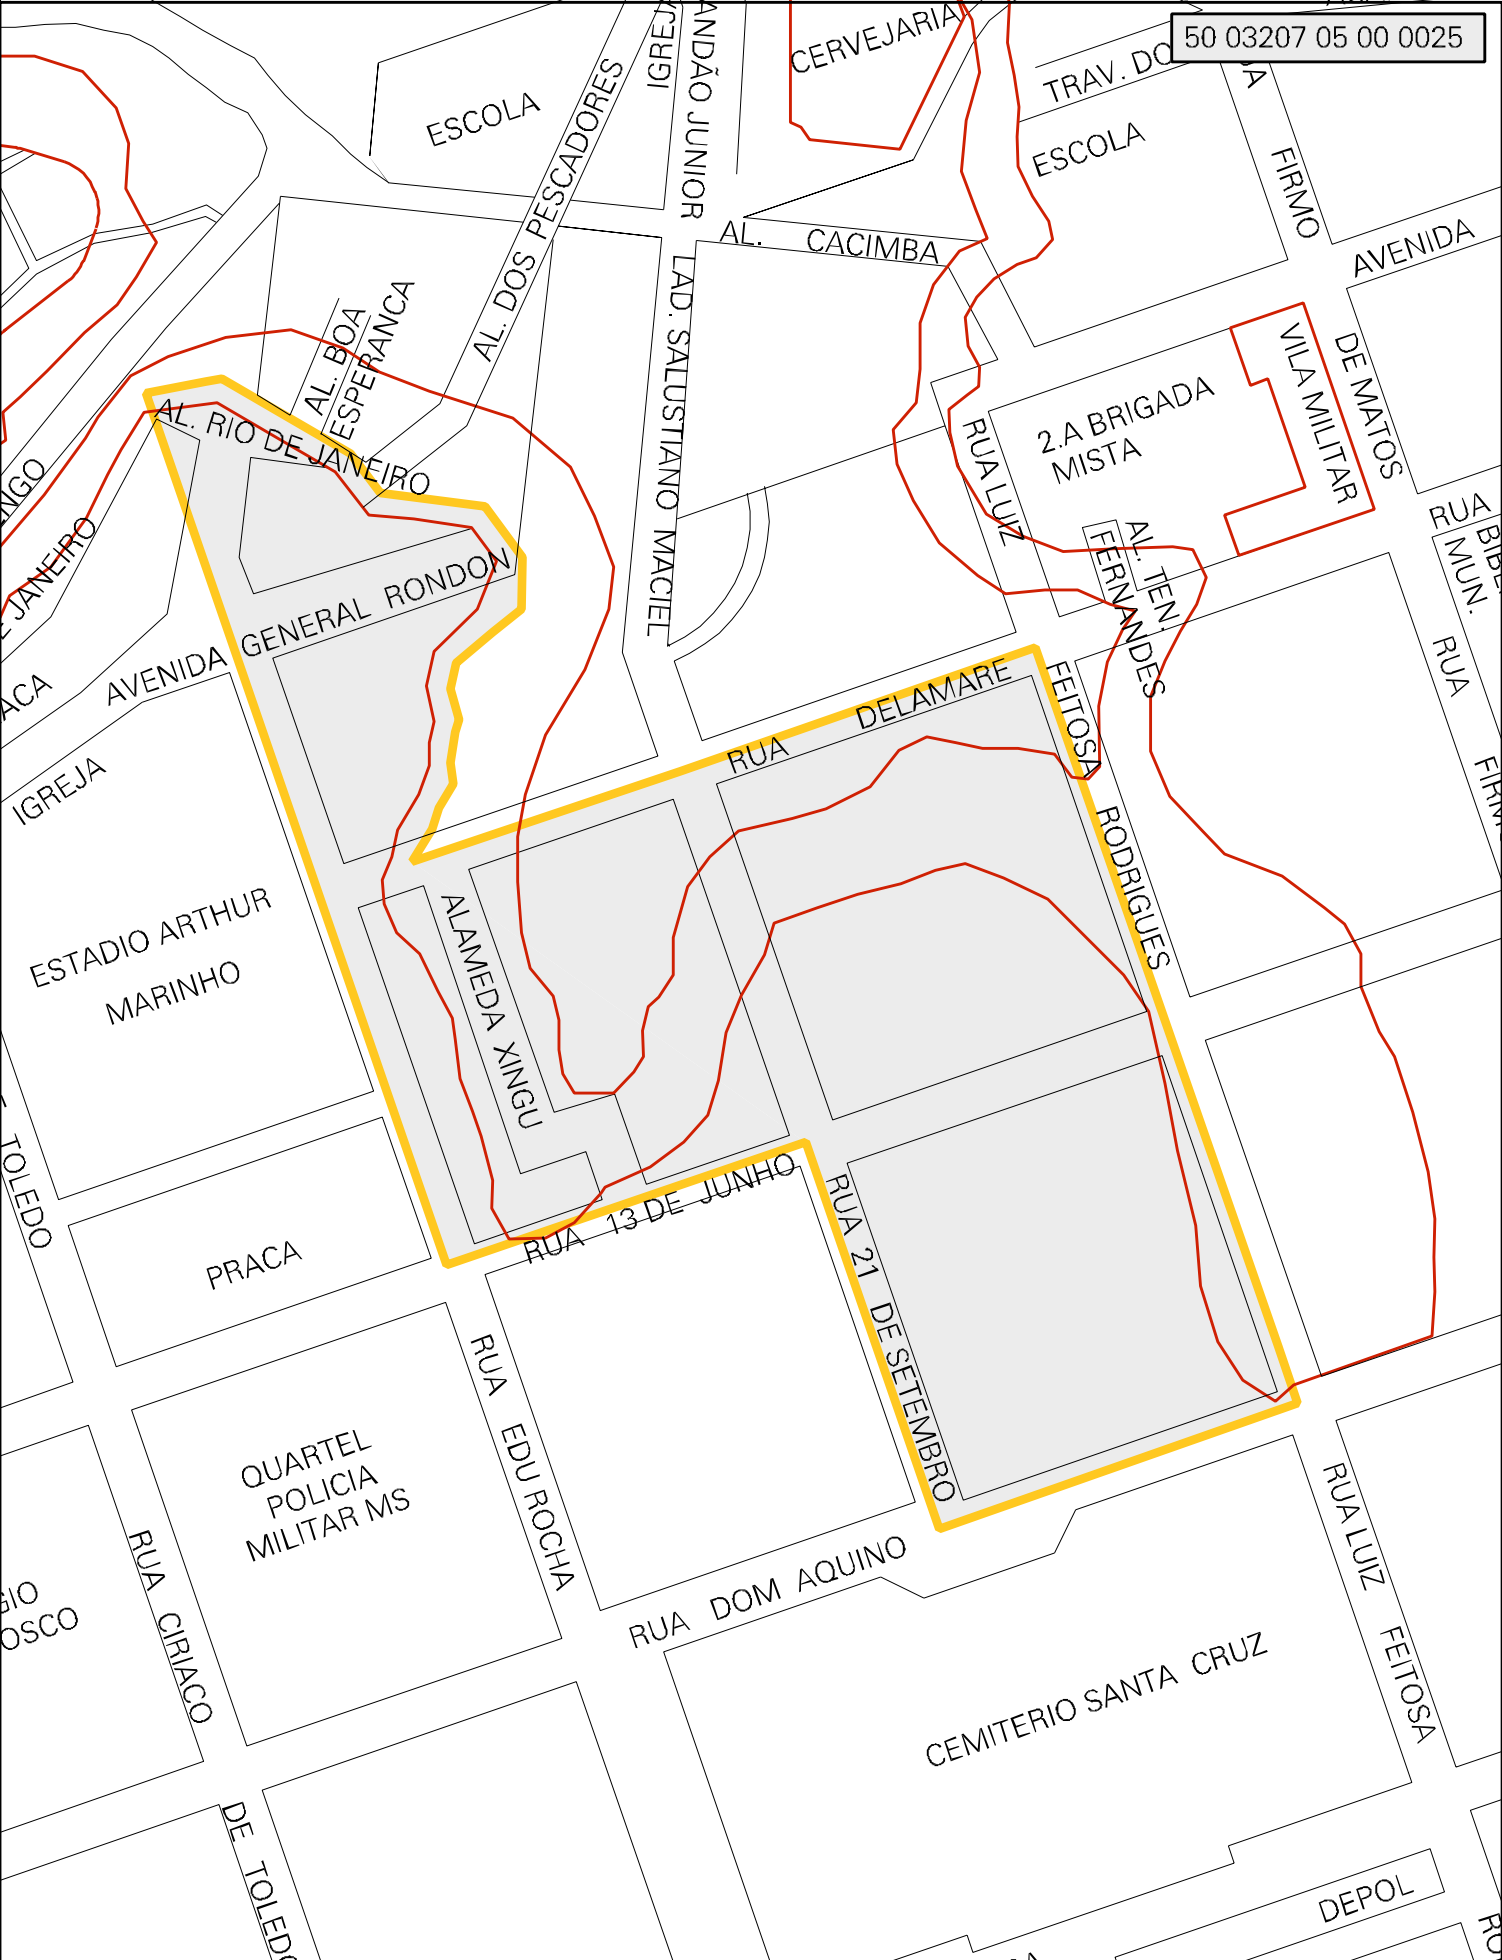 50 03207 05 00 0025
CERVEJARIA
IGREJA
ANDÃO JUNIOR
TRAV. DO
ESCOLA
ESCOLA
AL. DOS PESCADORES
FIRMO
AL. CACIMBA
AVENIDA
AL. BOA
ESPERANCA
LAD. SALUSTIANO MACIEL
VILA MILITAR
DE MATOS
2.A BRIGADA
MISTA
AL. RIO DE JANEIRO
RUA LUIZ
RUA
MUN.
AL. TEN.
FERNANDES
JANEIRO
AVENIDA GENERAL RONDON
RUA
RUA DELAMARE
FEITOSA
IGREJA
RODRIGUES
ESTADIO ARTHUR
MARINHO
ALAMEDA XINGU
TOLEDO
PRACA
RUA 13 DE JUNHO
RUA 21 DE SETEMBRO
RUA EDU ROCHA
QUARTEL
POLICIA
MILITAR MS
RUA CIRIACO
RUA DOM AQUINO
RUA LUIZ FEITOSA
CEMITERIO SANTA CRUZ
DE TOLEDO
DEPOL